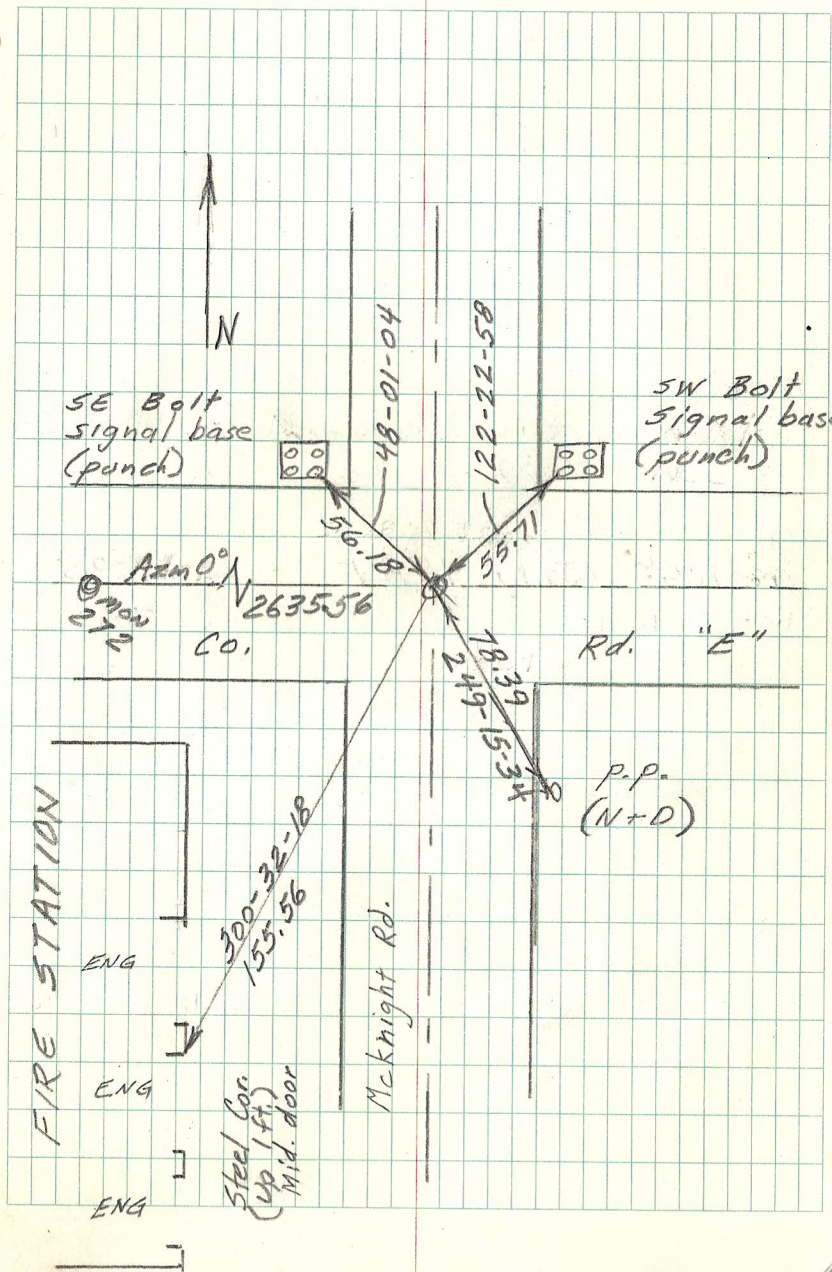 N
48-01-04
122-22-58
SE Bolt
Signal base
(punch)
SW Bolt
Signal base
(punch)
56.18
55.71
Azm 0°
2635.56
MON
272
Co.
Rd. "E"
78.39
249-15-34
P.P.
(N+D)
300-32-18
155.56
FIRE STATION
ENG
ENG
ENG
Mcknight Rd.
Steel Cor.
(Up 1 ft.)
Mid. door